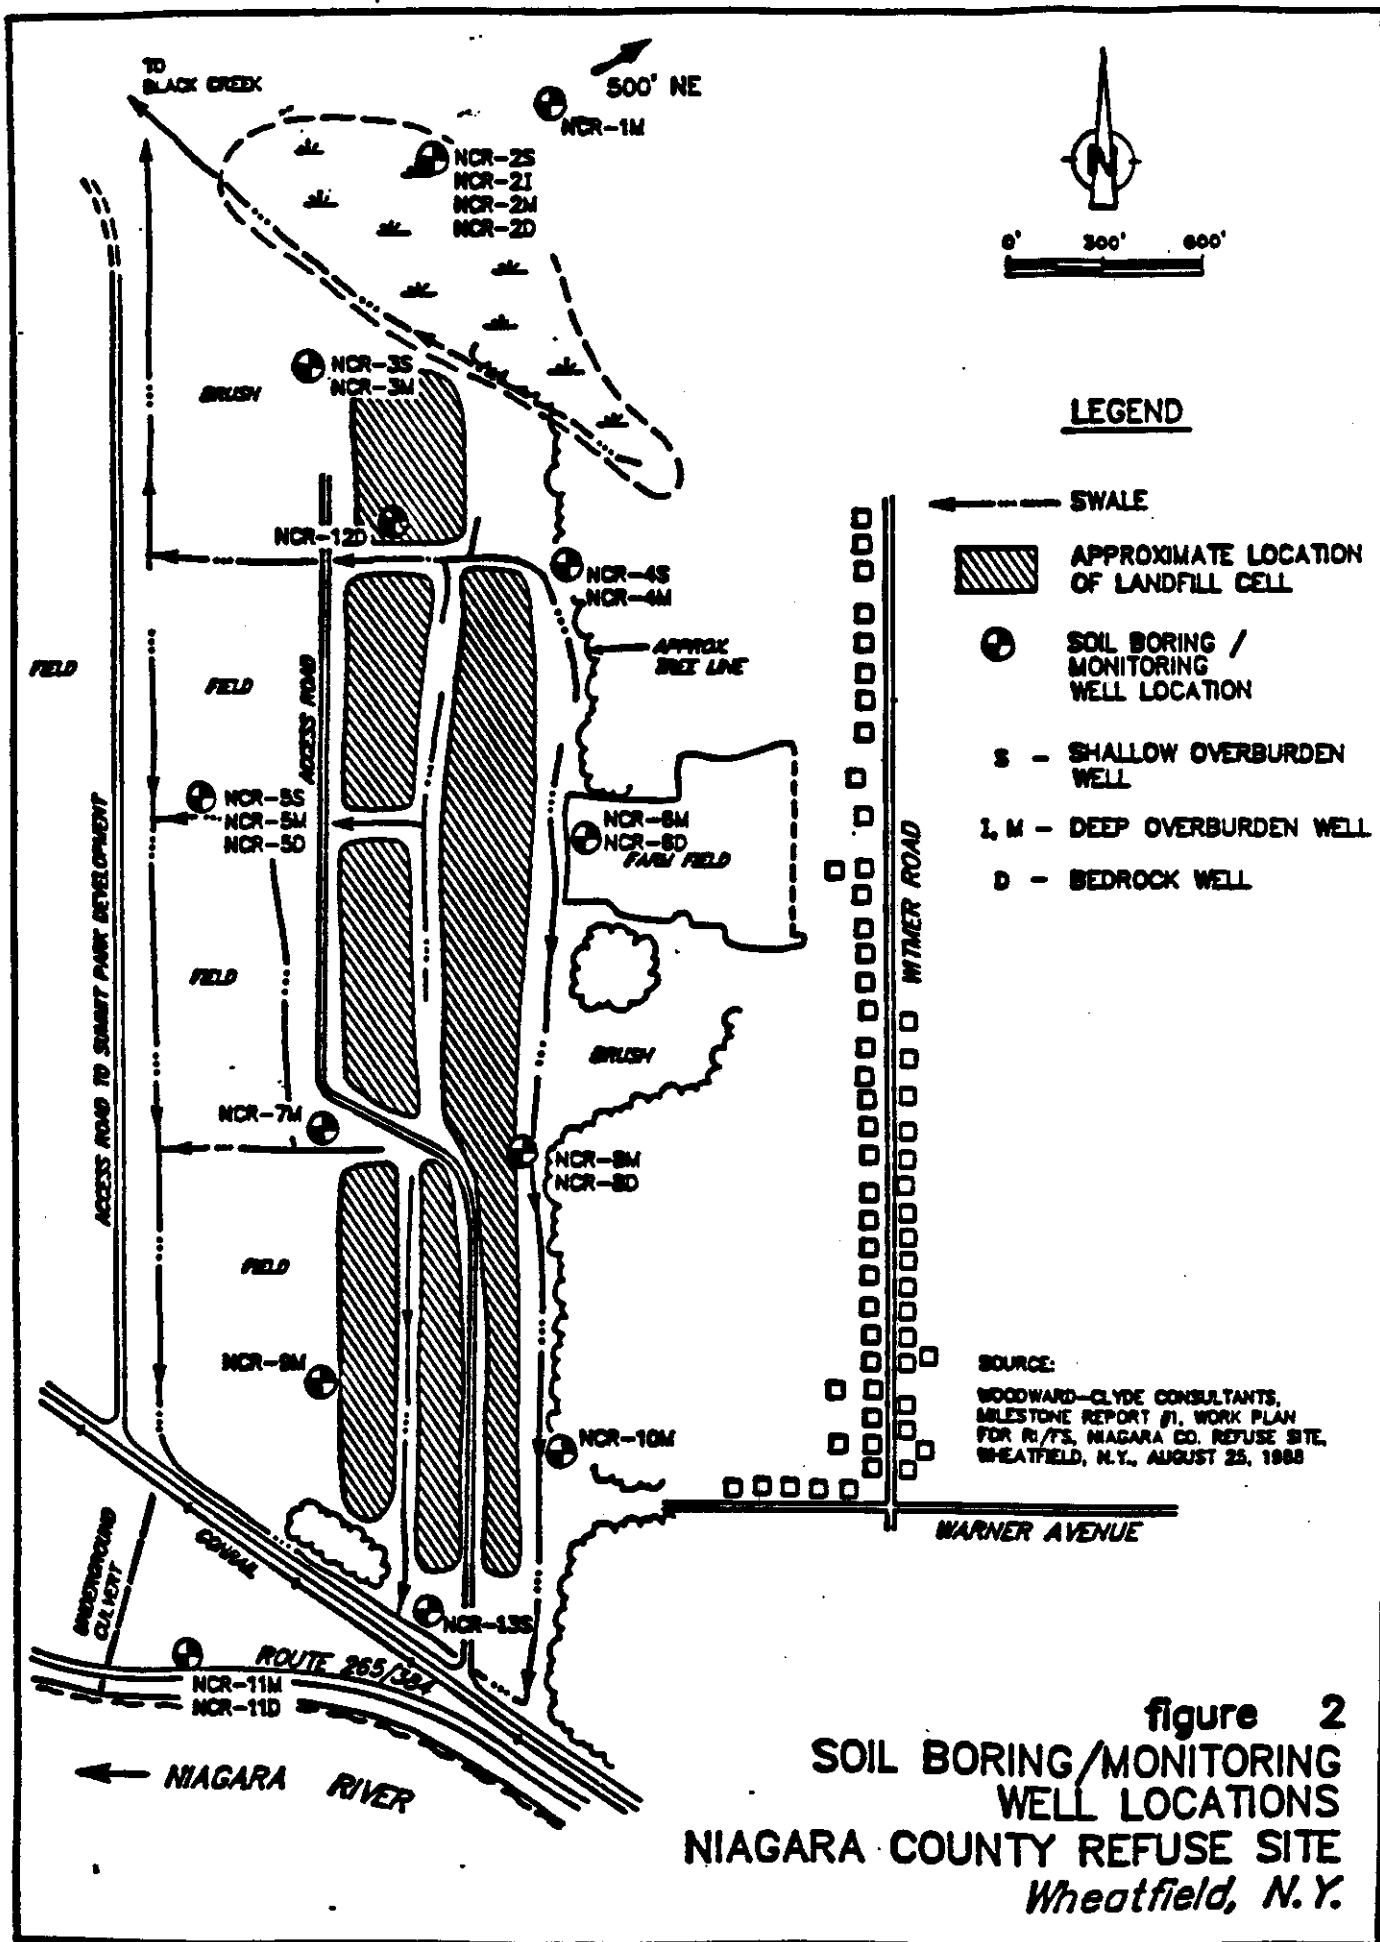 TO
BLACK CREEK
500' NE
NCR-1M
NCR-2S
NCR-2I
NCR-2M
NCR-2D
N
0' 300' 600'
NCR-3S
NCR-3M
BRUSH
LEGEND
SWALE
APPROXIMATE LOCATION
OF LANDFILL CELL
SOIL BORING /
MONITORING
WELL LOCATION
S - SHALLOW OVERBURDEN
WELL
I, M - DEEP OVERBURDEN WELL
D - BEDROCK WELL
NCR-12D
NCR-4S
NCR-4M
APPROX
TREE LINE
FIELD
FIELD
ACCESS ROAD
NCR-5S
NCR-5M
NCR-5D
NCR-6M
NCR-6D
FARM FIELD
WITMER ROAD
ACCESS ROAD TO SUMMIT PARK DEVELOPMENT
FIELD
BRUSH
NCR-7M
NCR-8M
NCR-8D
FIELD
NCR-9M
NCR-10M
SOURCE:
WOODWARD-CLYDE CONSULTANTS,
MILESTONE REPORT #1, WORK PLAN
FOR RI/FS, NIAGARA CO. REFUSE SITE,
WHEATFIELD, N.Y., AUGUST 25, 1988
WARNER AVENUE
UNDERGROUND
CULVERT
CONRAIL
NCR-13S
ROUTE 265/384
NCR-11M
NCR-11D
NIAGARA RIVER
figure 2
SOIL BORING/MONITORING
WELL LOCATIONS
NIAGARA COUNTY REFUSE SITE
Wheatfield, N.Y.